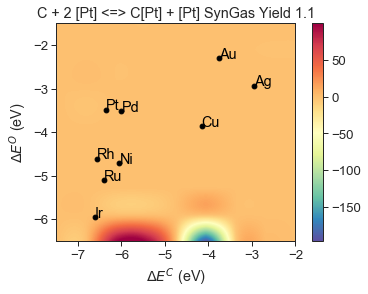 C + 2 [Pt] <=> C[Pt] + [Pt] SynGas Yield 1.1
−2
−3
−4
−5
−6
ΔE^O (eV)
Au
Ag
Pt
Pd
Cu
Rh
Ni
Ru
Ir
−7
−6
−5
−4
−3
−2
ΔE^C (eV)
50
0
−50
−100
−150